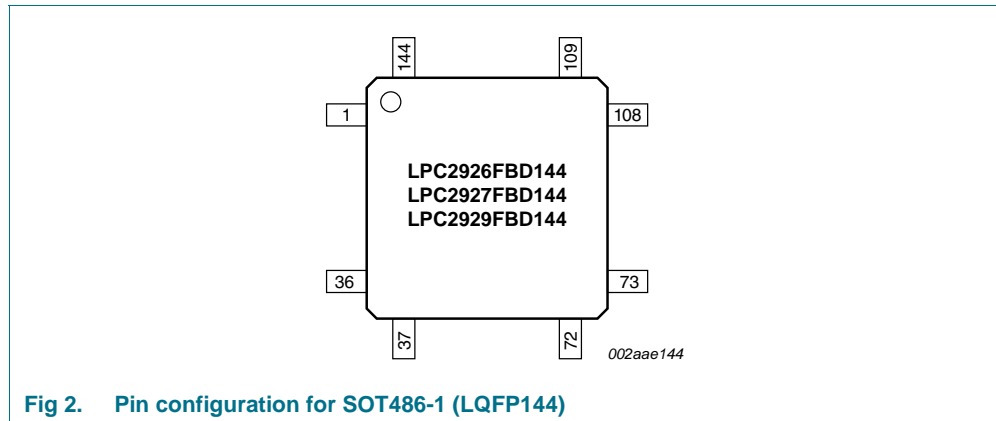 144
109
1
108
LPC2926FBD144
LPC2927FBD144
LPC2929FBD144
36
73
37
72
002aae144
Fig 2. Pin configuration for SOT486-1 (LQFP144)